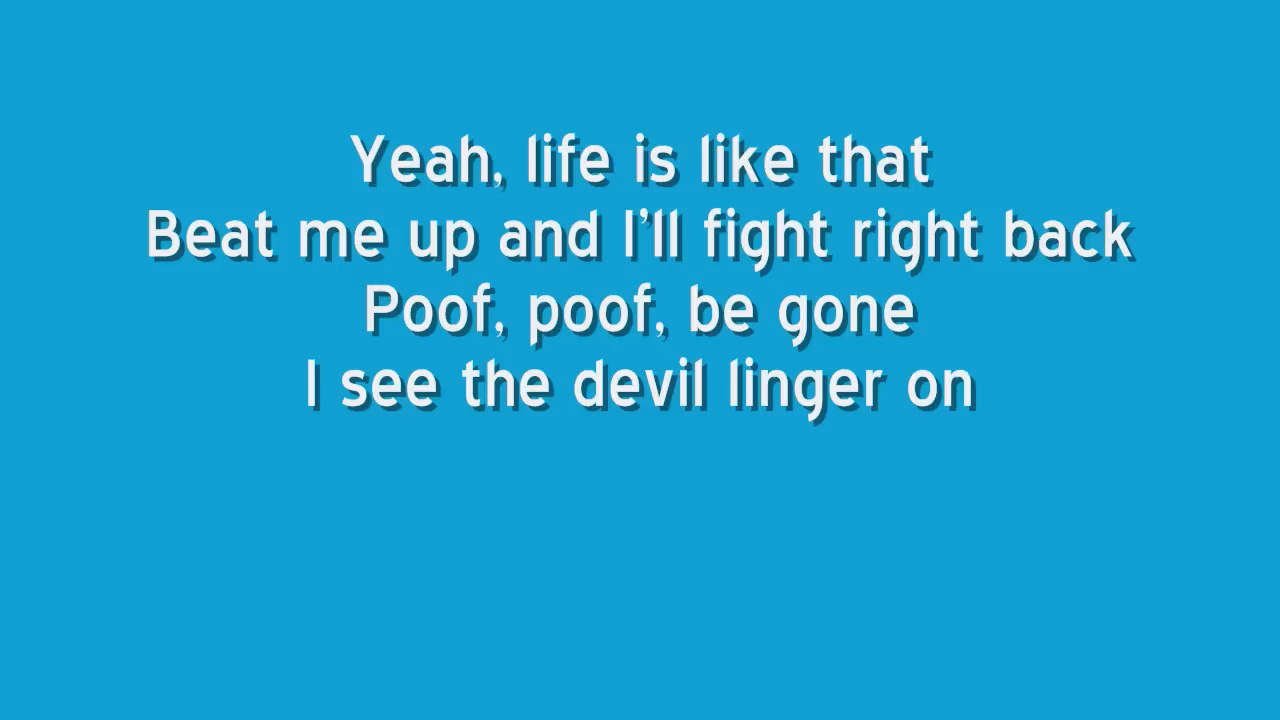 Yeah, life is like that
Beat me up and I'll fight right back
Poof, poof, be gone
I see the devil linger on